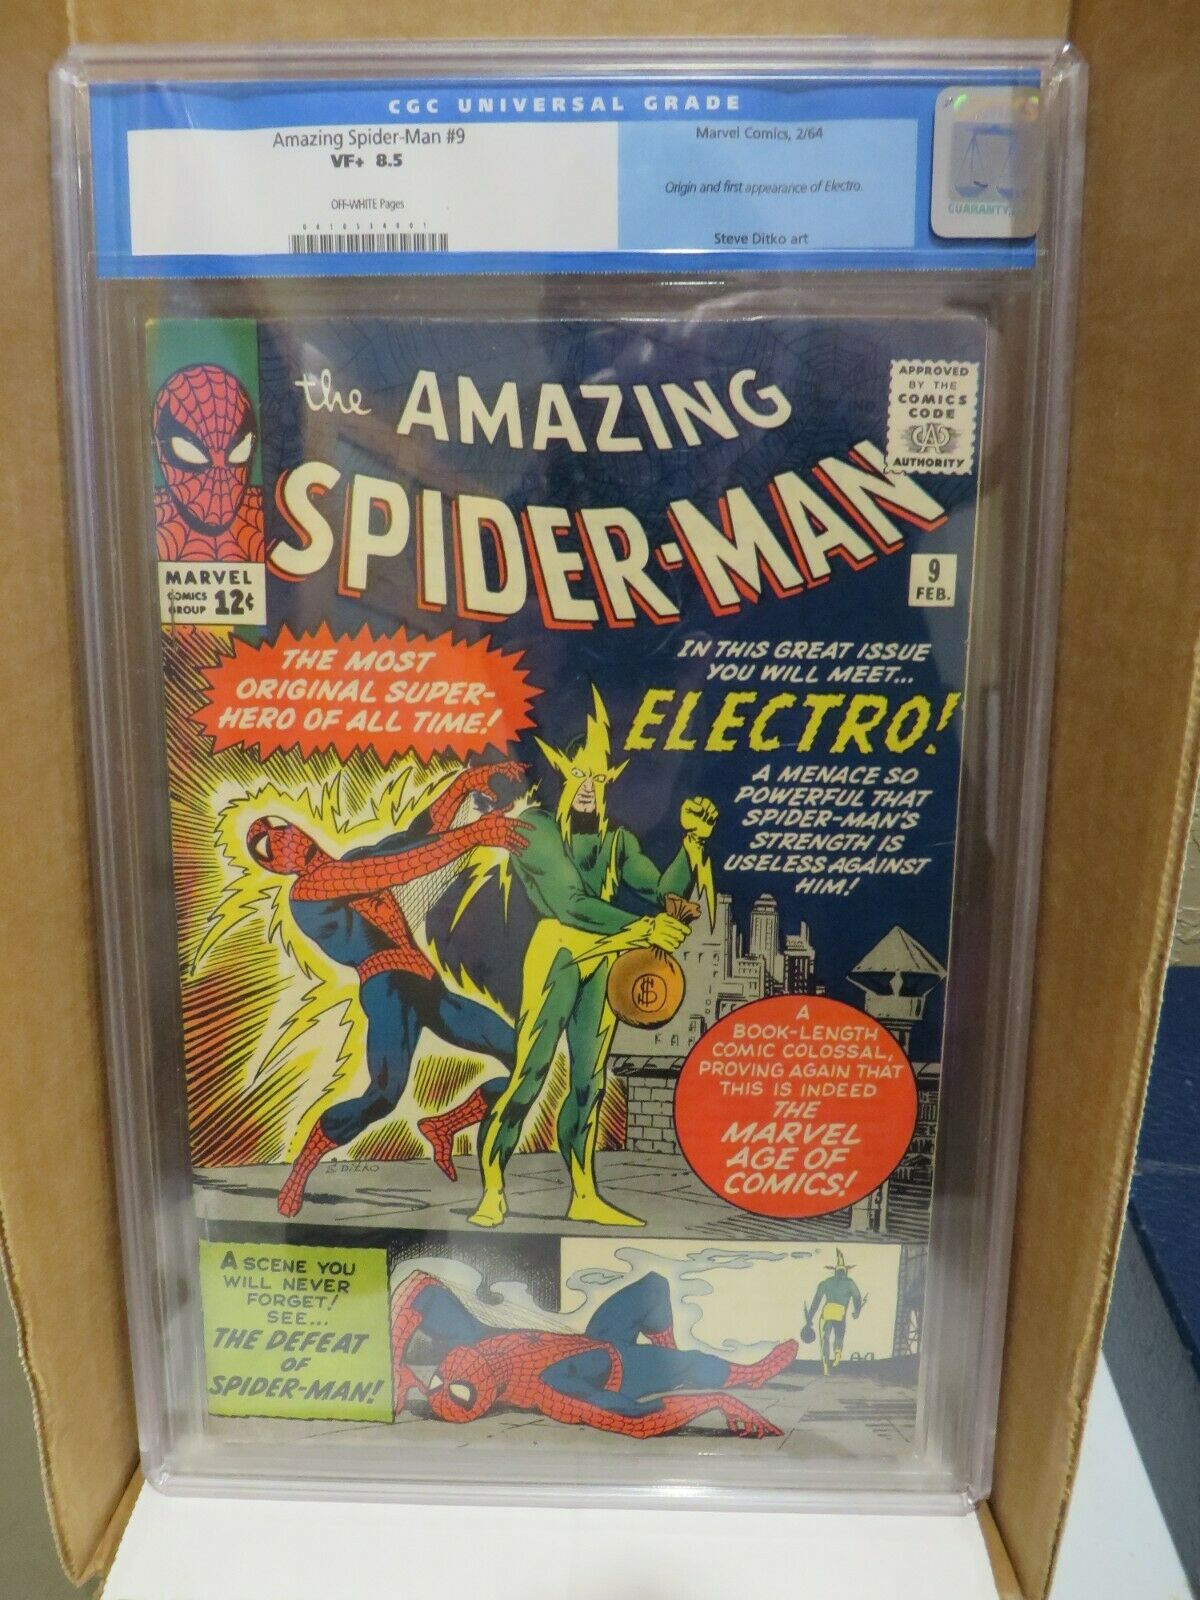 CGC UNIVERSAL GRADE
Amazing Spider-Man #9
VF+ 8.5
OFF-WHITE Pages
Marvel Comics, 2/64
Origin and first appearance of Electro.
Steve Ditko art
GUARANTY
the AMAZING
SPIDER-MAN
APPROVED
BY THE
COMICS
CODE
CA
AUTHORITY
MARVEL
COMICS
GROUP 12¢
9
FEB.
THE MOST
ORIGINAL SUPER-
HERO OF ALL TIME!
IN THIS GREAT ISSUE
YOU WILL MEET...
ELECTRO!
A MENACE SO
POWERFUL THAT
SPIDER-MAN'S
STRENGTH IS
USELESS AGAINST
HIM!
$
A
BOOK-LENGTH
COMIC COLOSSAL,
PROVING AGAIN THAT
THIS IS INDEED
THE
MARVEL
AGE OF
COMICS!
S. DITKO
A SCENE YOU
WILL NEVER
FORGET!
SEE...
THE DEFEAT
OF
SPIDER-MAN!